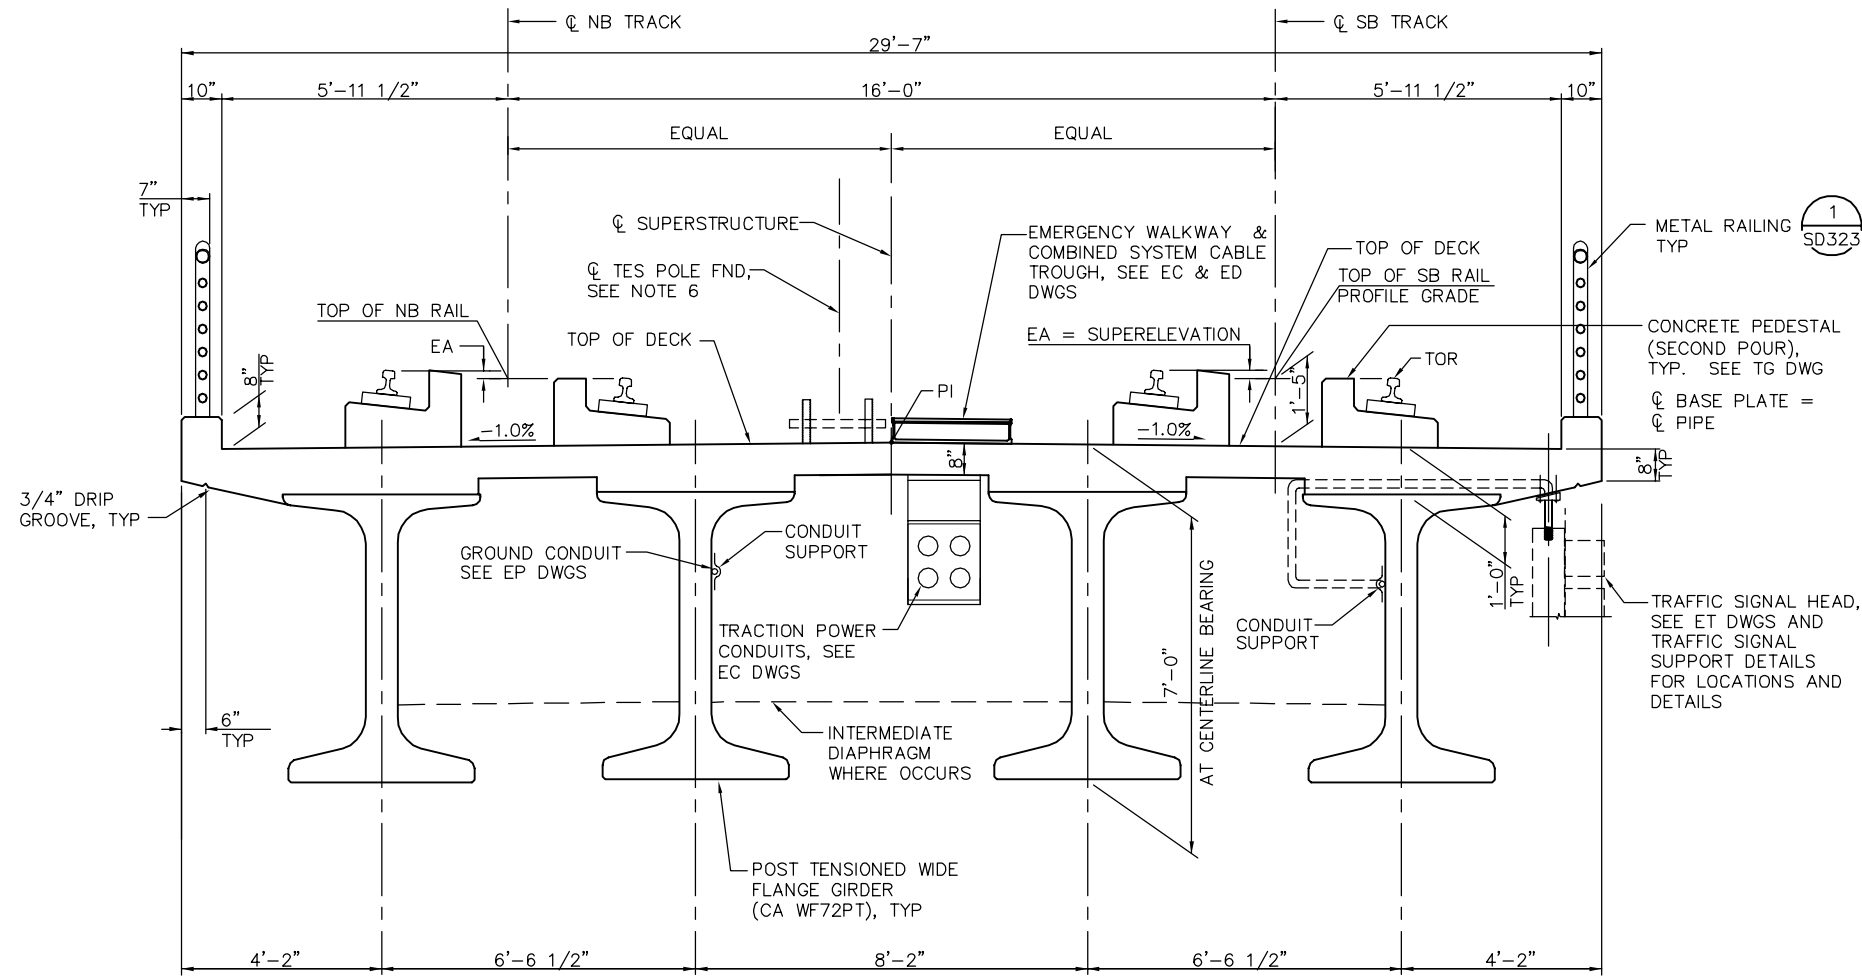 ℄ NB TRACK
℄ SB TRACK
29'-7"
10"
5'-11 1/2"
16'-0"
5'-11 1/2"
10"
EQUAL
EQUAL
7"
TYP
℄ SUPERSTRUCTURE
℄ TES POLE FND,
SEE NOTE 6
EMERGENCY WALKWAY &
COMBINED SYSTEM CABLE
TROUGH, SEE EC & ED
DWGS
TOP OF DECK
TOP OF SB RAIL
PROFILE GRADE
METAL RAILING
TYP
1
SD323
TOP OF NB RAIL
EA
TOP OF DECK
EA = SUPERELEVATION
CONCRETE PEDESTAL
(SECOND POUR),
TYP. SEE TG DWG
TOR
℄ BASE PLATE =
℄ PIPE
8"
TYP
-1.0%
PI
-1.0%
1'-5"
8"
8"
TYP
3/4" DRIP
GROOVE, TYP
GROUND CONDUIT
SEE EP DWGS
CONDUIT
SUPPORT
TRACTION POWER
CONDUITS, SEE
EC DWGS
7'-0"
AT CENTERLINE BEARING
CONDUIT
SUPPORT
1'-0"
TYP
TRAFFIC SIGNAL HEAD,
SEE ET DWGS AND
TRAFFIC SIGNAL
SUPPORT DETAILS
FOR LOCATIONS AND
DETAILS
6"
TYP
INTERMEDIATE
DIAPHRAGM
WHERE OCCURS
POST TENSIONED WIDE
FLANGE GIRDER
(CA WF72PT), TYP
4'-2"
6'-6 1/2"
8'-2"
6'-6 1/2"
4'-2"